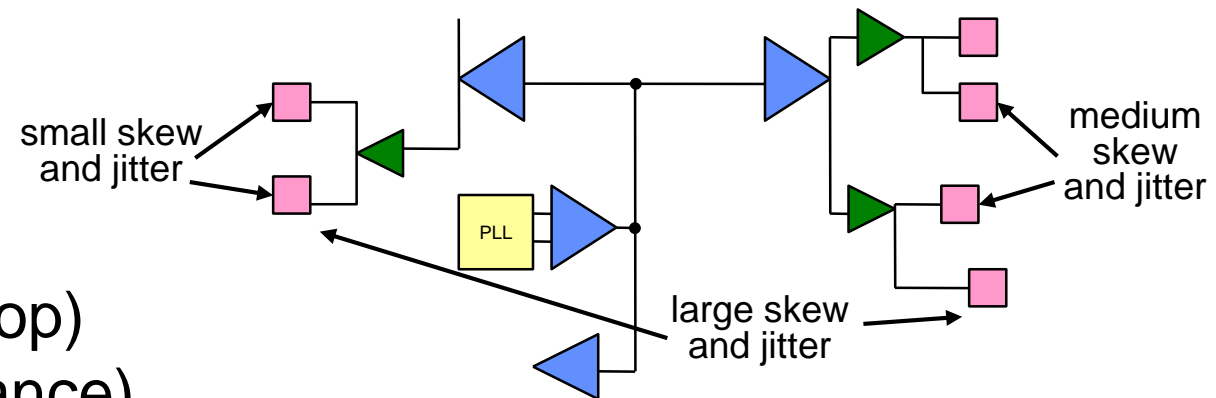 small skew
and jitter
medium
skew
and jitter
PLL
large skew
and jitter
op)
ance)